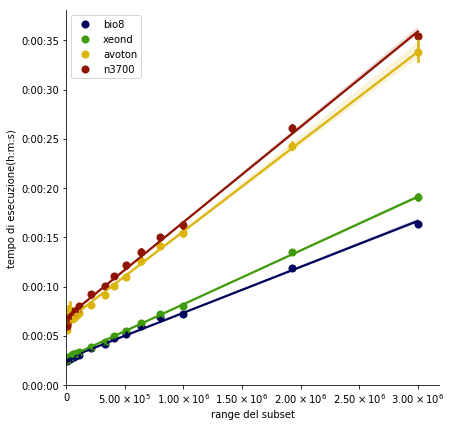 bio8
xeond
avoton
n3700
tempo di esecuzione(h:m:s)
0:00:35
0:00:30
0:00:25
0:00:20
0:00:15
0:00:10
0:00:05
0:00:00
0 5.00 × 10⁵ 1.00 × 10⁶ 1.50 × 10⁶ 2.00 × 10⁶ 2.50 × 10⁶ 3.00 × 10⁶
range del subset